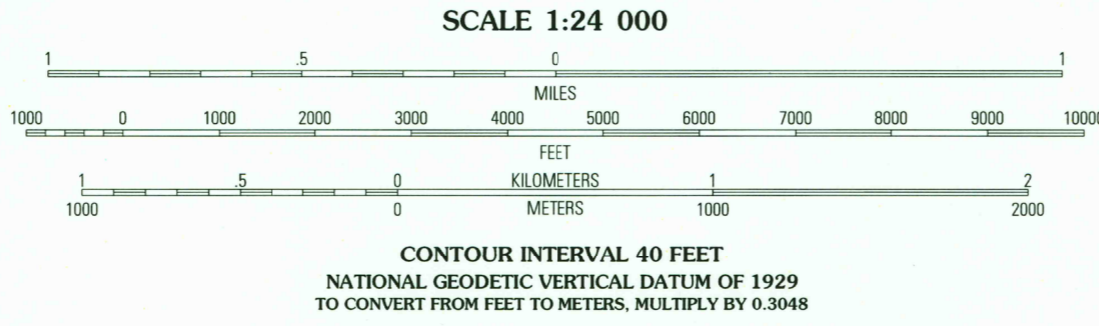 SCALE 1:24 000
1 .5 0 1
MILES
1000 0 1000 2000 3000 4000 5000 6000 7000 8000 9000 10000
FEET
1 .5 0 KILOMETERS 1 2
1000 0 METERS 1000 2000
CONTOUR INTERVAL 40 FEET
NATIONAL GEODETIC VERTICAL DATUM OF 1929
TO CONVERT FROM FEET TO METERS, MULTIPLY BY 0.3048